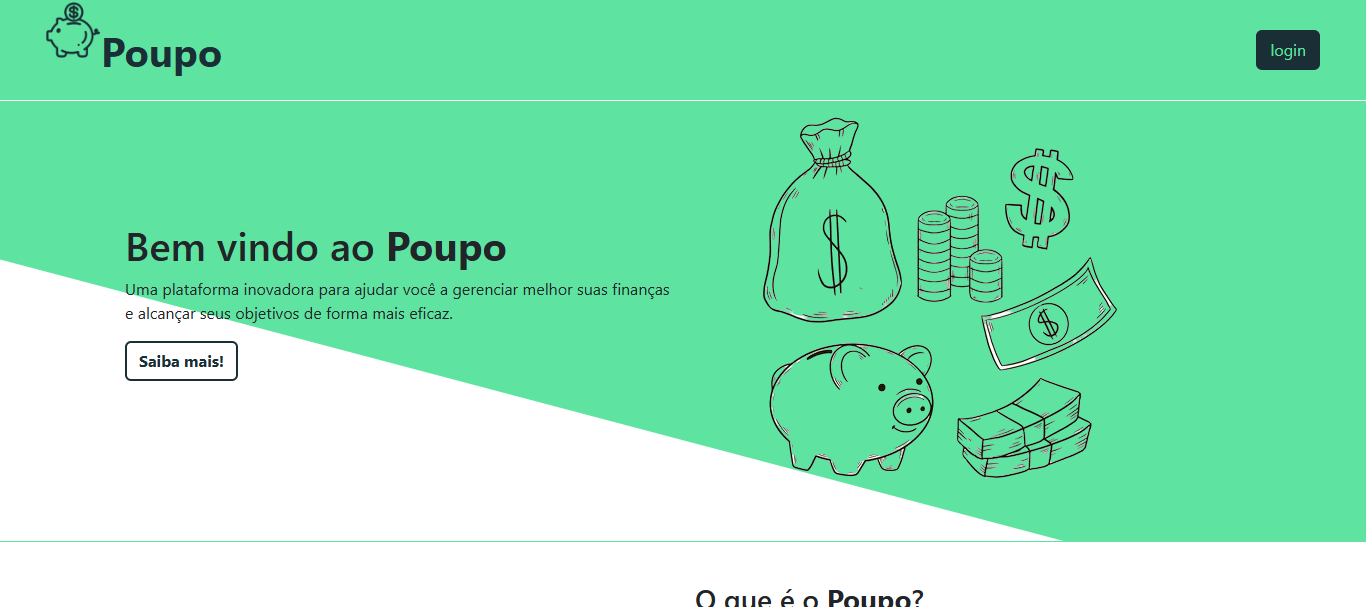 Poupo
login
Bem vindo ao Poupo
Uma plataforma inovadora para ajudar você a gerenciar melhor suas finanças
e alcançar seus objetivos de forma mais eficaz.
Saiba mais!
O que é o Poupo?